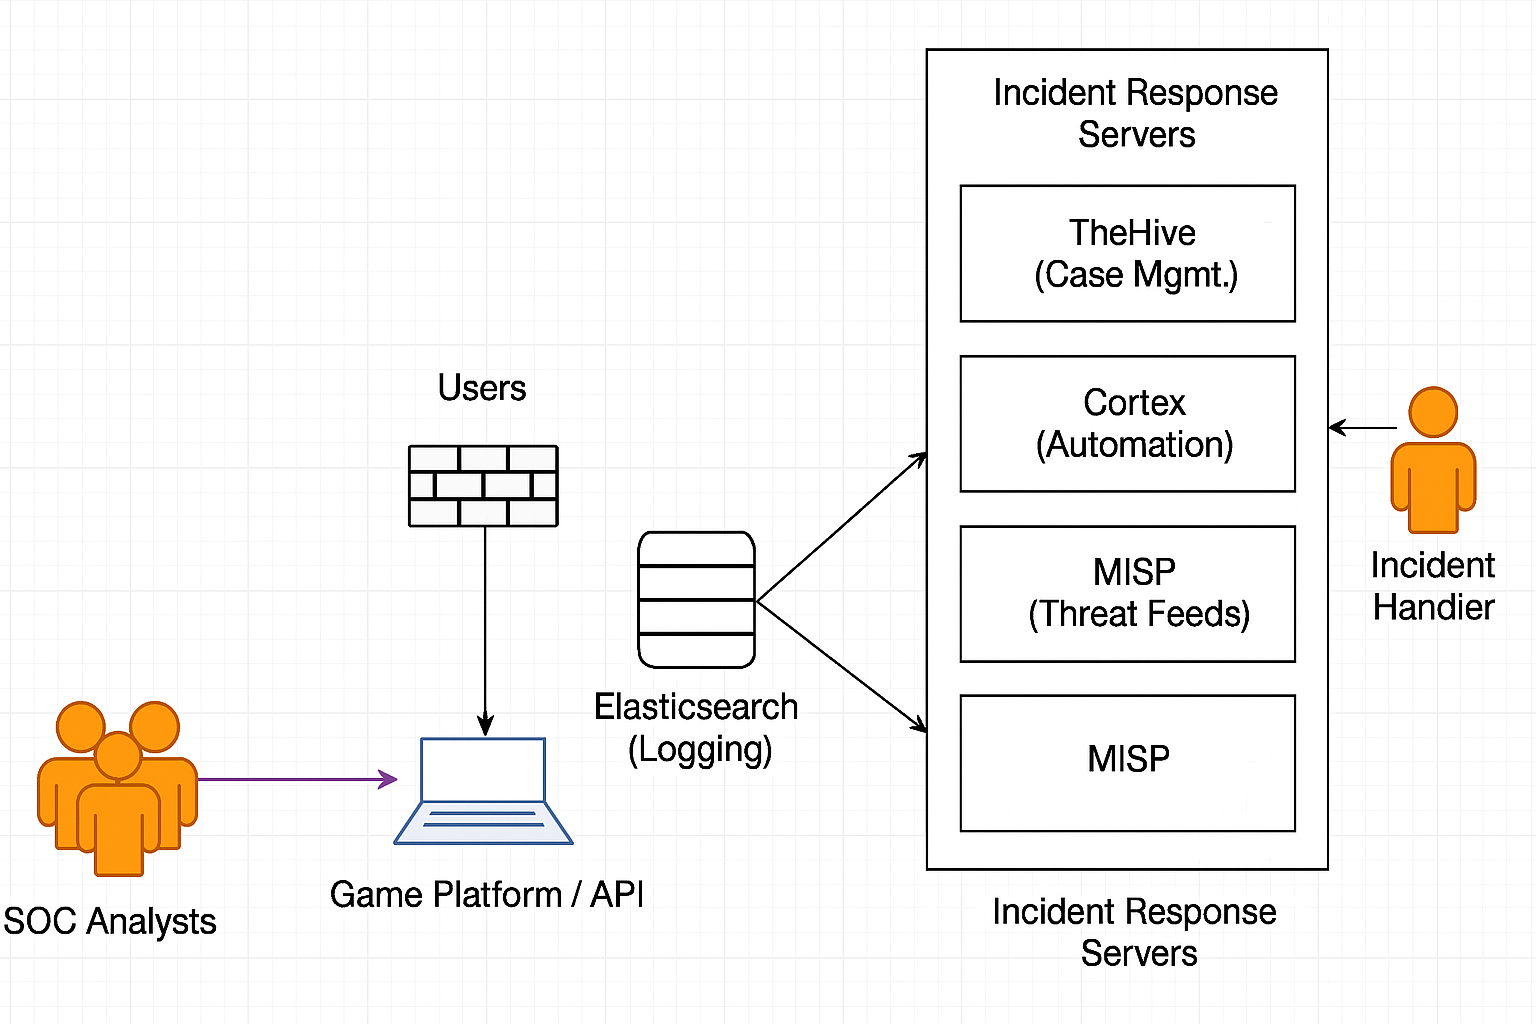 Incident Response
Servers
TheHive
(Case Mgmt.)
Users
Cortex
(Automation)
MISP
(Threat Feeds)
Incident
Handier
Elasticsearch
(Logging)
MISP
Game Platform / API
SOC Analysts
Incident Response
Servers